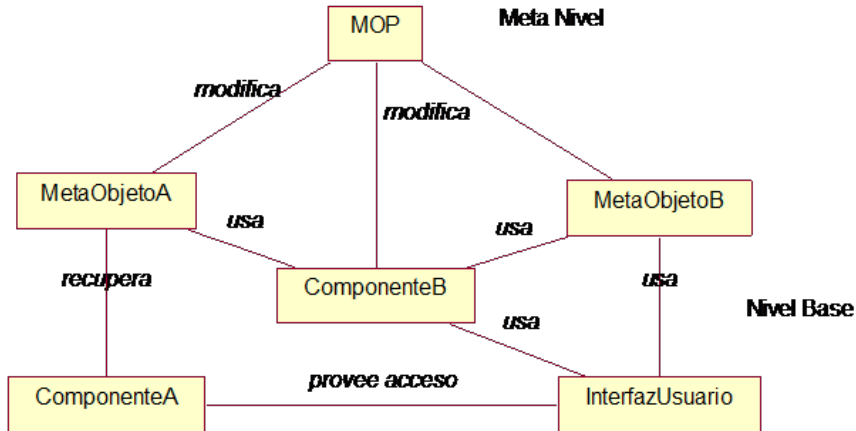 MOP
Meta Nivel
modifica
modifica
MetaObjetoA
MetaObjetoB
usa
usa
recupera
ComponenteB
usa
Nivel Base
usa
provee acceso
ComponenteA
InterfazUsuario